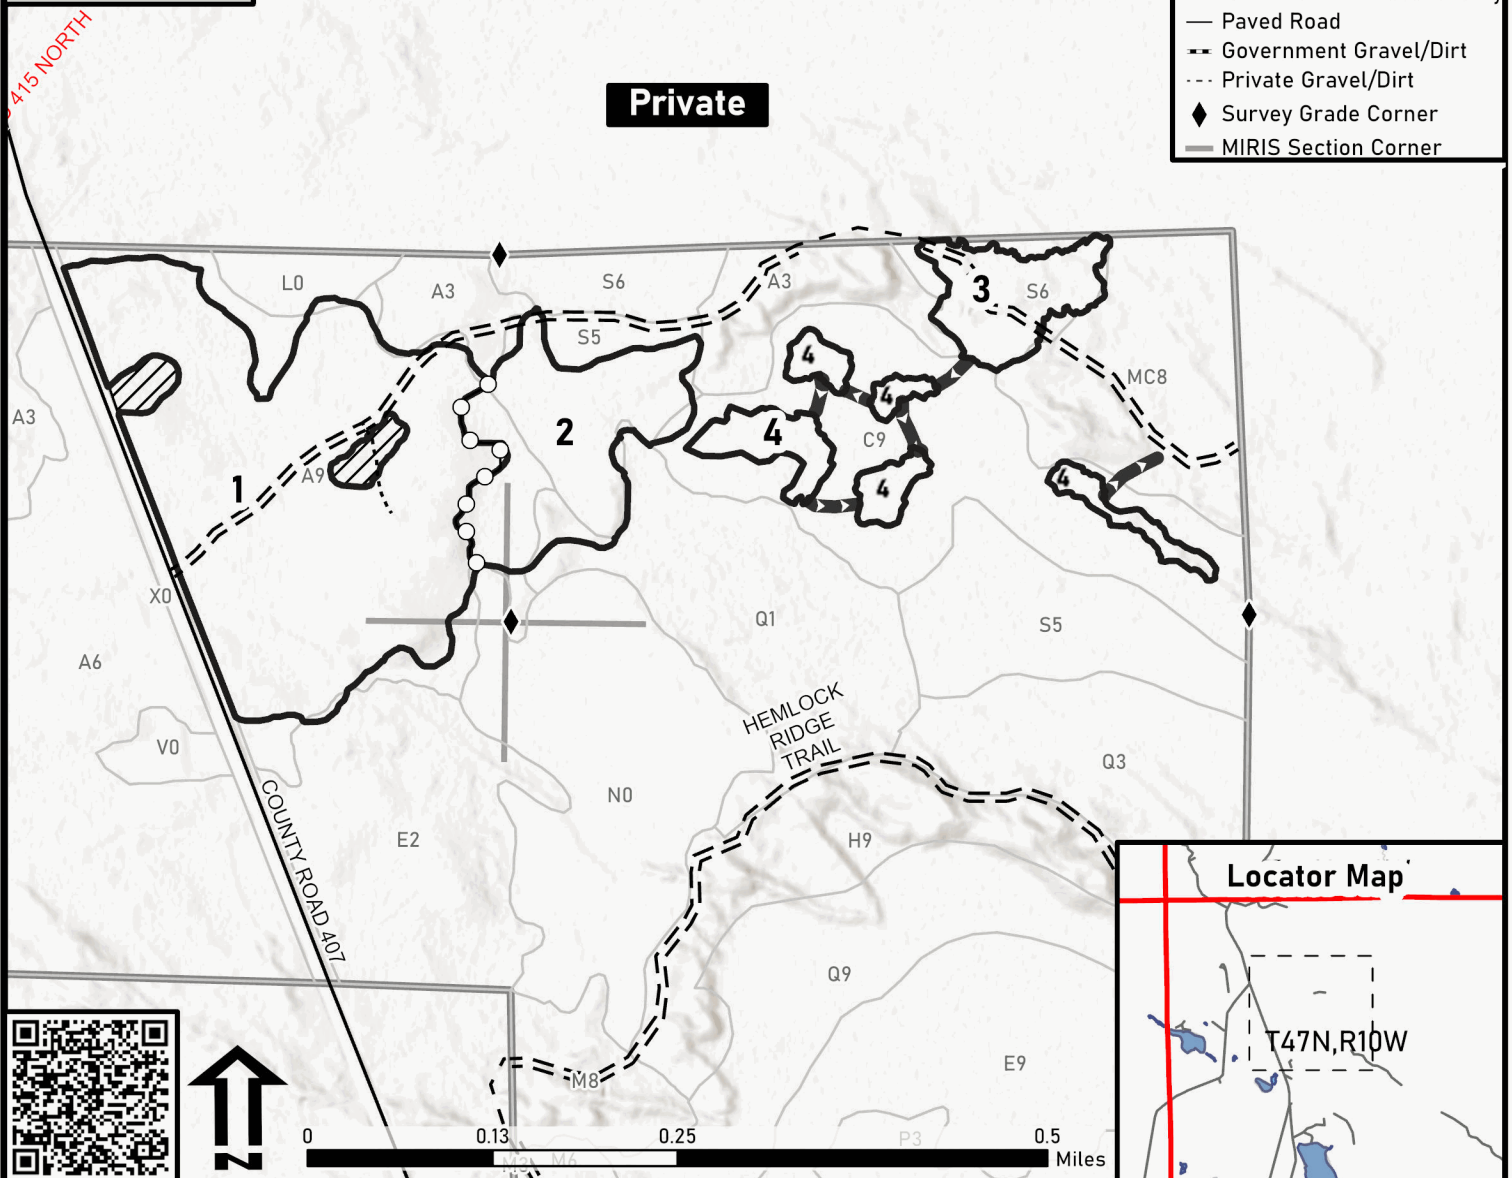 Paved Road
Government Gravel/Dirt
Private Gravel/Dirt
Survey Grade Corner
MIRIS Section Corner
415 NORTH
Private
L0
A3
S6
A3
3
S6
S5
4
MC8
4
A3
2
4
C9
1
A9
4
4
X0
Q1
S5
A6
HEMLOCK
RIDGE
TRAIL
V0
Q3
N0
COUNTY ROAD 407
E2
H9
Locator Map
Q9
T47N,R10W
E9
M8
N
0
0.13
0.25
0.5
Miles
P3
M3
M6